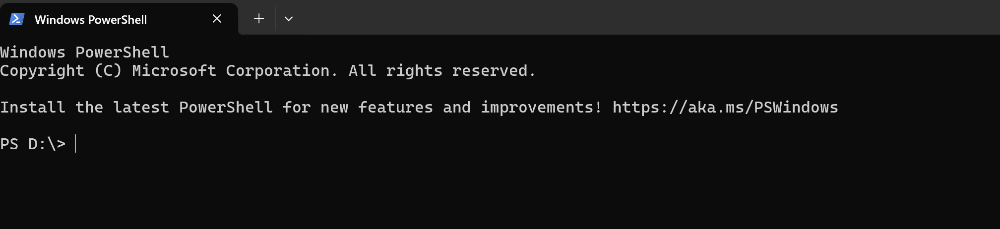 Windows PowerShell
Windows PowerShell
Copyright (C) Microsoft Corporation. All rights reserved.
Install the latest PowerShell for new features and improvements! https://aka.ms/PSWindows
PS D:\>